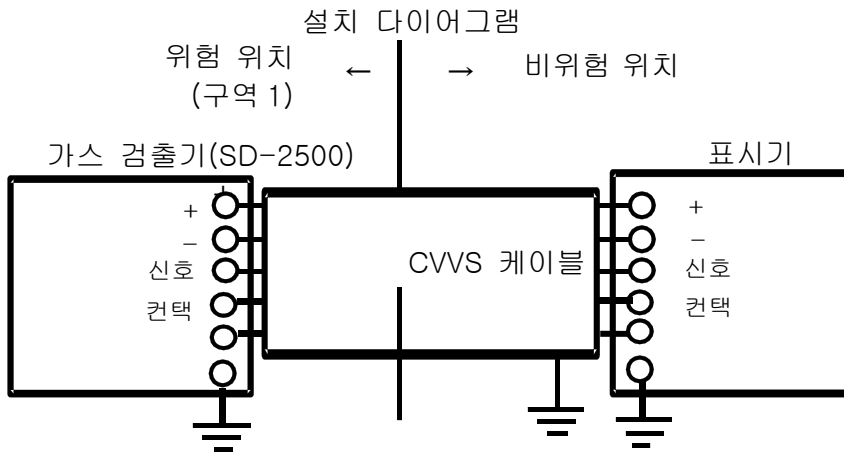 설치 다이어그램
위험 위치 ← → 비위험 위치
(구역 1)
가스 검출기(SD-2500)
표시기
+
-
신호
컨택
CVVS 케이블
+
-
신호
컨택